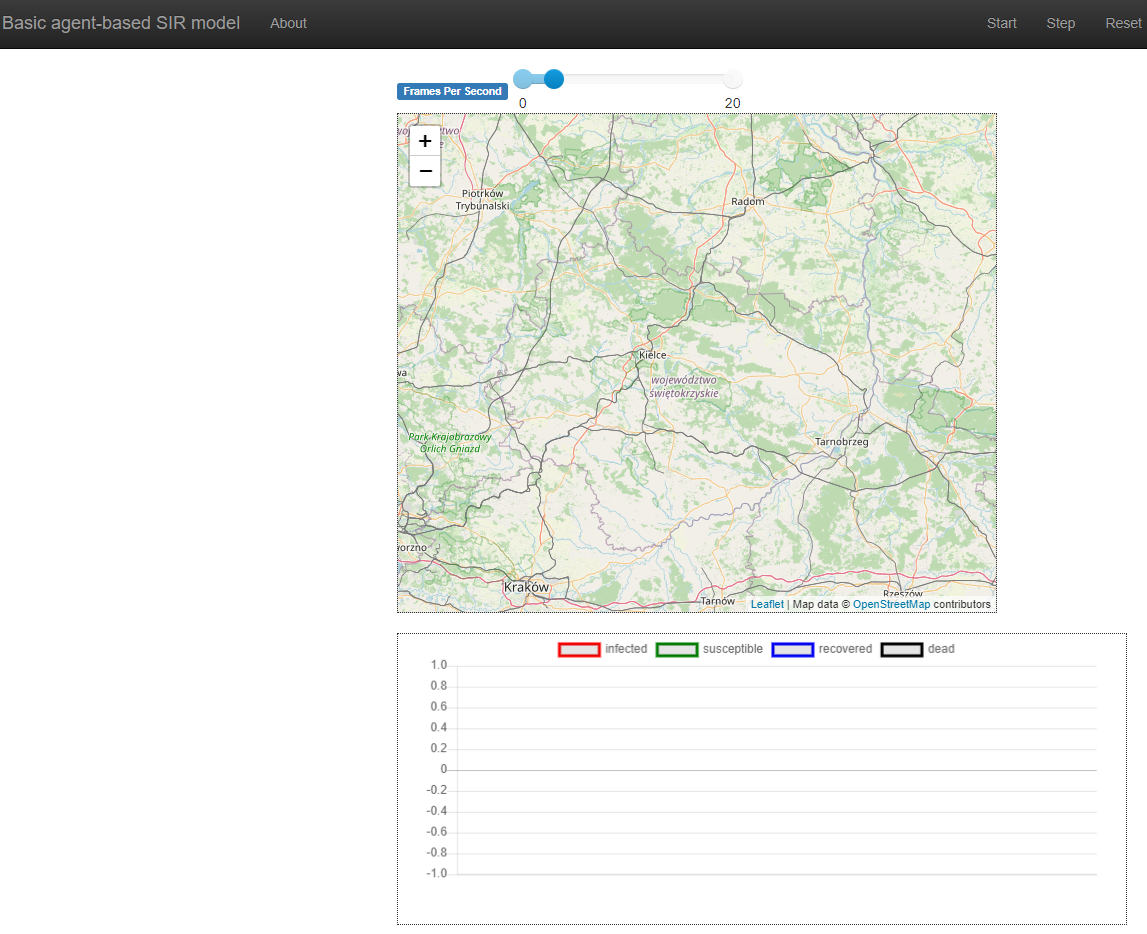 Basic agent-based SIR model About Start Step Reset
Frames Per Second
0 20
+
−
Piotrków
Trybunalski
Radom
Kielce
województwo
świętokrzyskie
wa
Park Krajobrazowy
Orlich Gniazd
Tarnobrzeg
worzno
Kraków
Tarnów
Rzeszów
Leaflet | Map data © OpenStreetMap contributors
infected susceptible recovered dead
1.0
0.8
0.6
0.4
0.2
0
-0.2
-0.4
-0.6
-0.8
-1.0